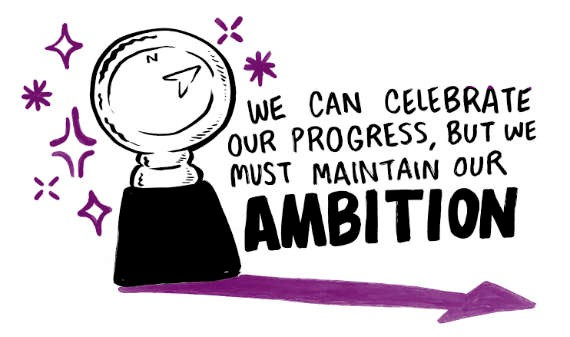 N
WE CAN CELEBRATE
OUR PROGRESS, BUT WE
MUST MAINTAIN OUR
AMBITION